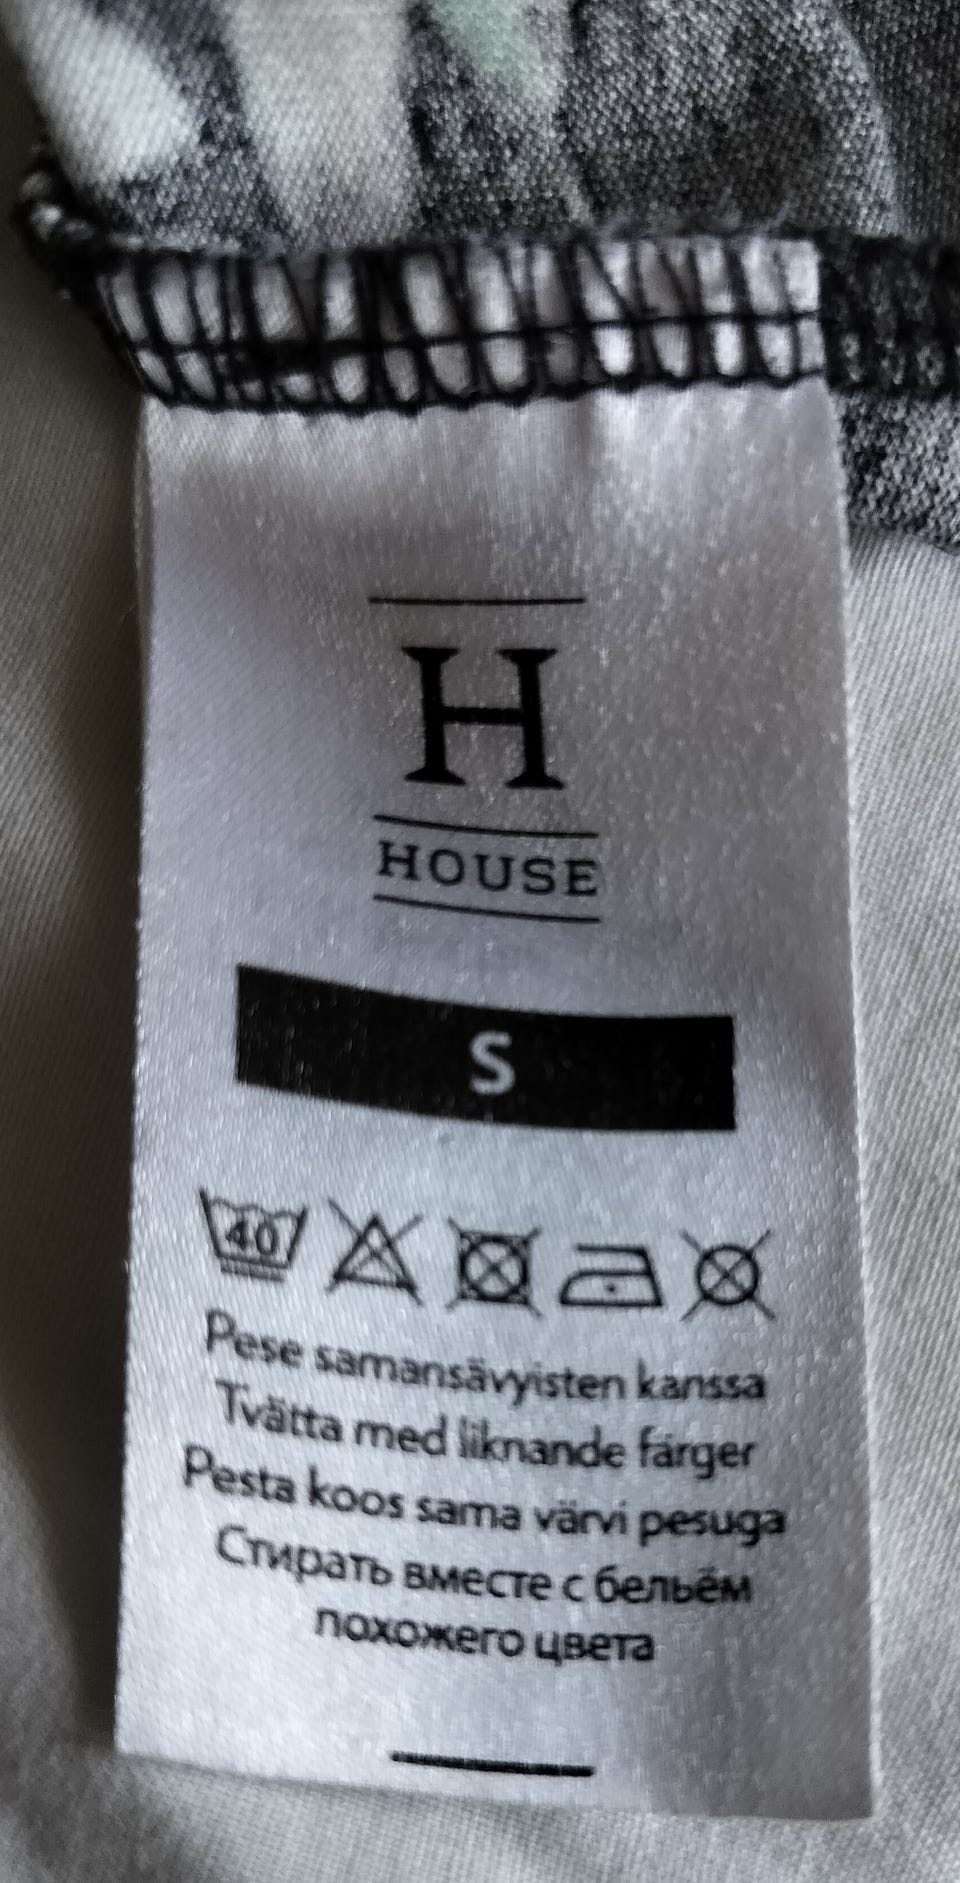 H
HOUSE
S
40
Pese samansävyisten kanssa
Tvätta med liknande färger
Pesta koos sama värvi pesuga
Стирать вместе с бельём
похожего цвета